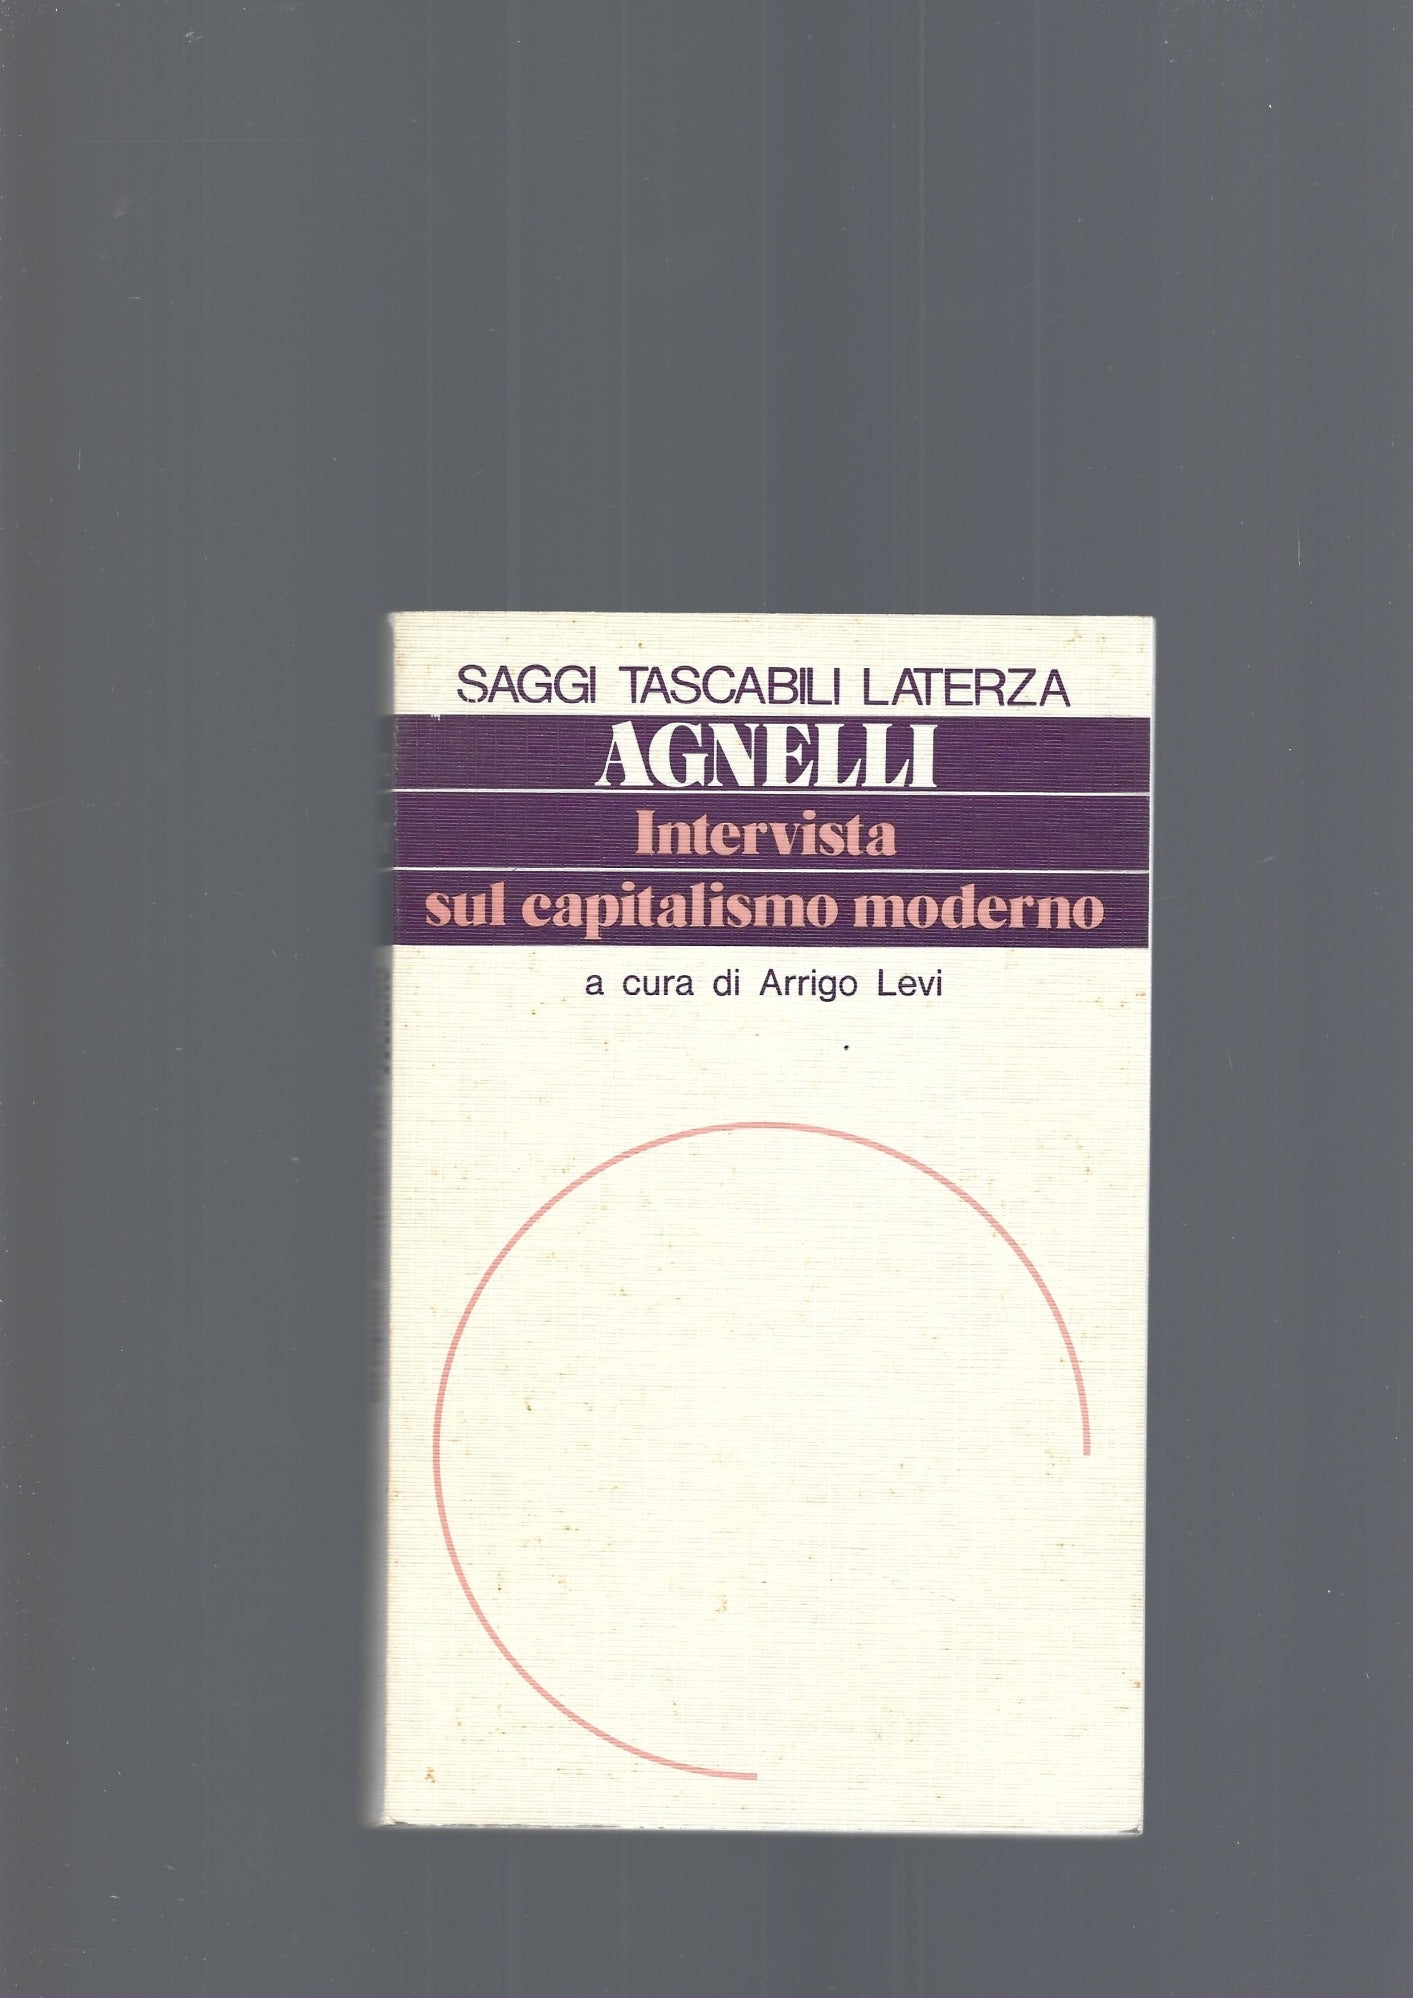 SAGGI TASCABILI LATERZA
AGNELLI
Intervista
sul capitalismo moderno
a cura di Arrigo Levi